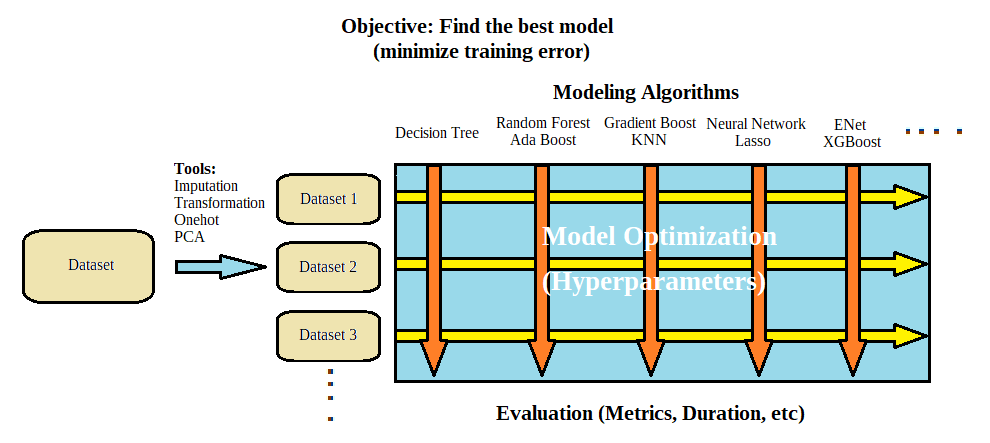 Objective: Find the best model
(minimize training error)
Modeling Algorithms
Decision Tree
Random Forest
Ada Boost
Gradient Boost
KNN
Neural Network
Lasso
ENet
XGBoost
Tools:
Imputation
Transformation
Onehot
PCA
Dataset
Dataset 1
Dataset 2
Dataset 3
Model Optimization
(Hyperparameters)
Evaluation (Metrics, Duration, etc)